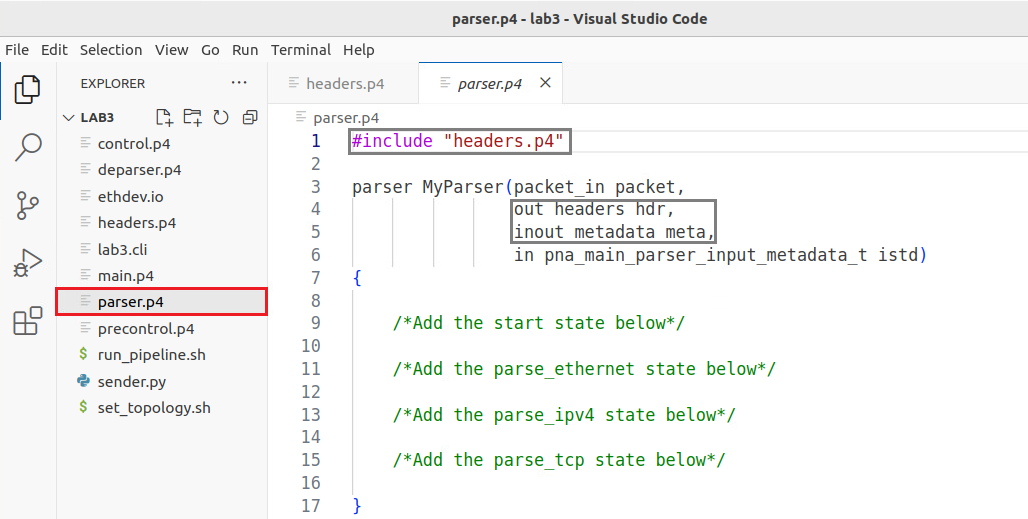 parser.p4 - lab3 - Visual Studio Code
File Edit Selection View Go Run Terminal Help
EXPLORER ···
LAB3
control.p4
deparser.p4
ethdev.io
headers.p4
lab3.cli
main.p4
parser.p4
precontrol.p4
$ run_pipeline.sh
sender.py
$ set_topology.sh
headers.p4 parser.p4
parser.p4
1 #include "headers.p4"
2
3 parser MyParser(packet_in packet,
4 out headers hdr,
5 inout metadata meta,
6 in pna_main_parser_input_metadata_t istd)
7 {
8
9 /*Add the start state below*/
10
11 /*Add the parse_ethernet state below*/
12
13 /*Add the parse_ipv4 state below*/
14
15 /*Add the parse_tcp state below*/
16
17 }